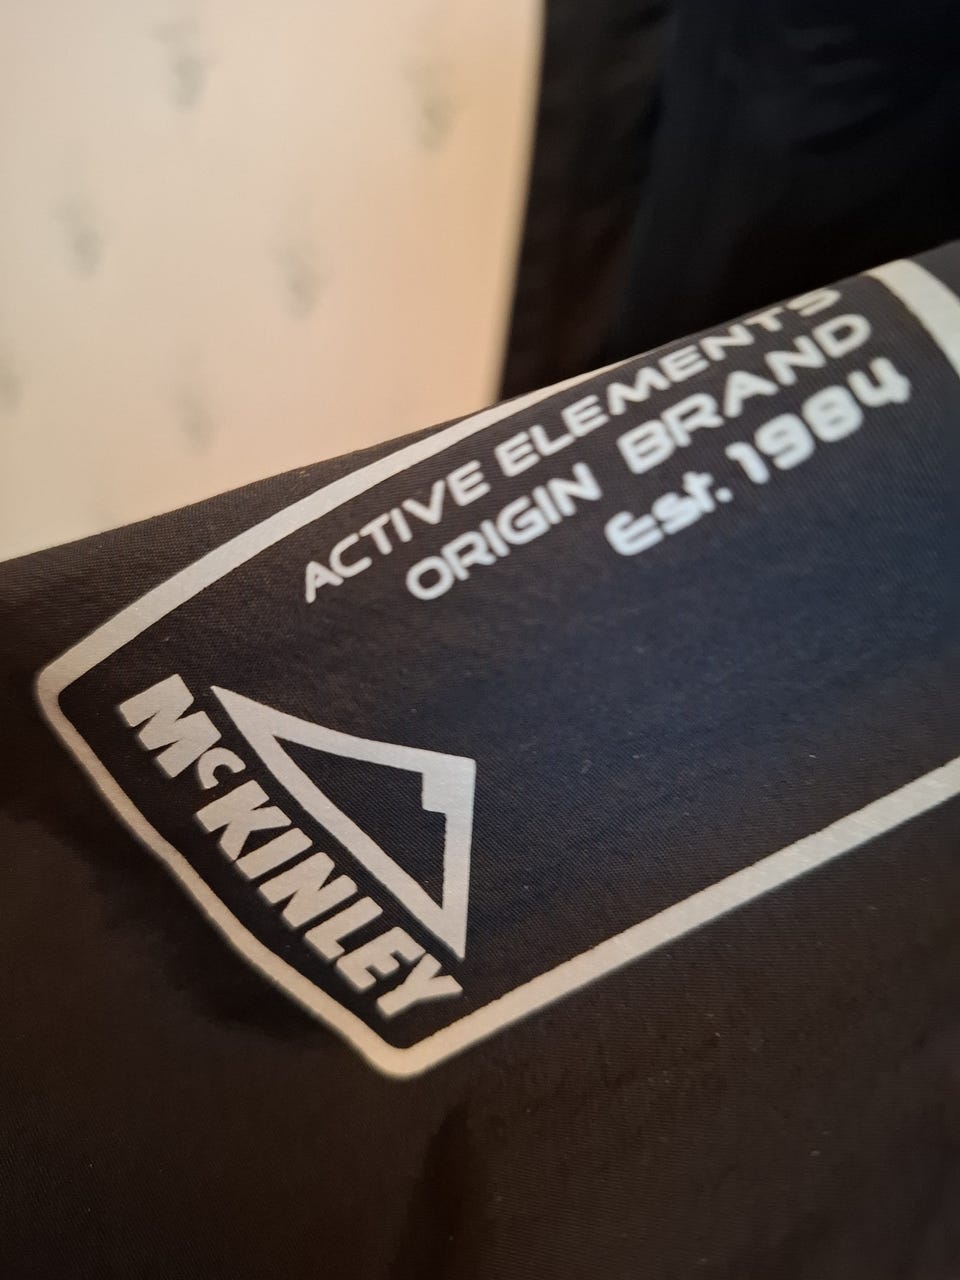 ACTIVE ELEMENTS
ORIGIN BRAND
Est. 1984
McKINLEY